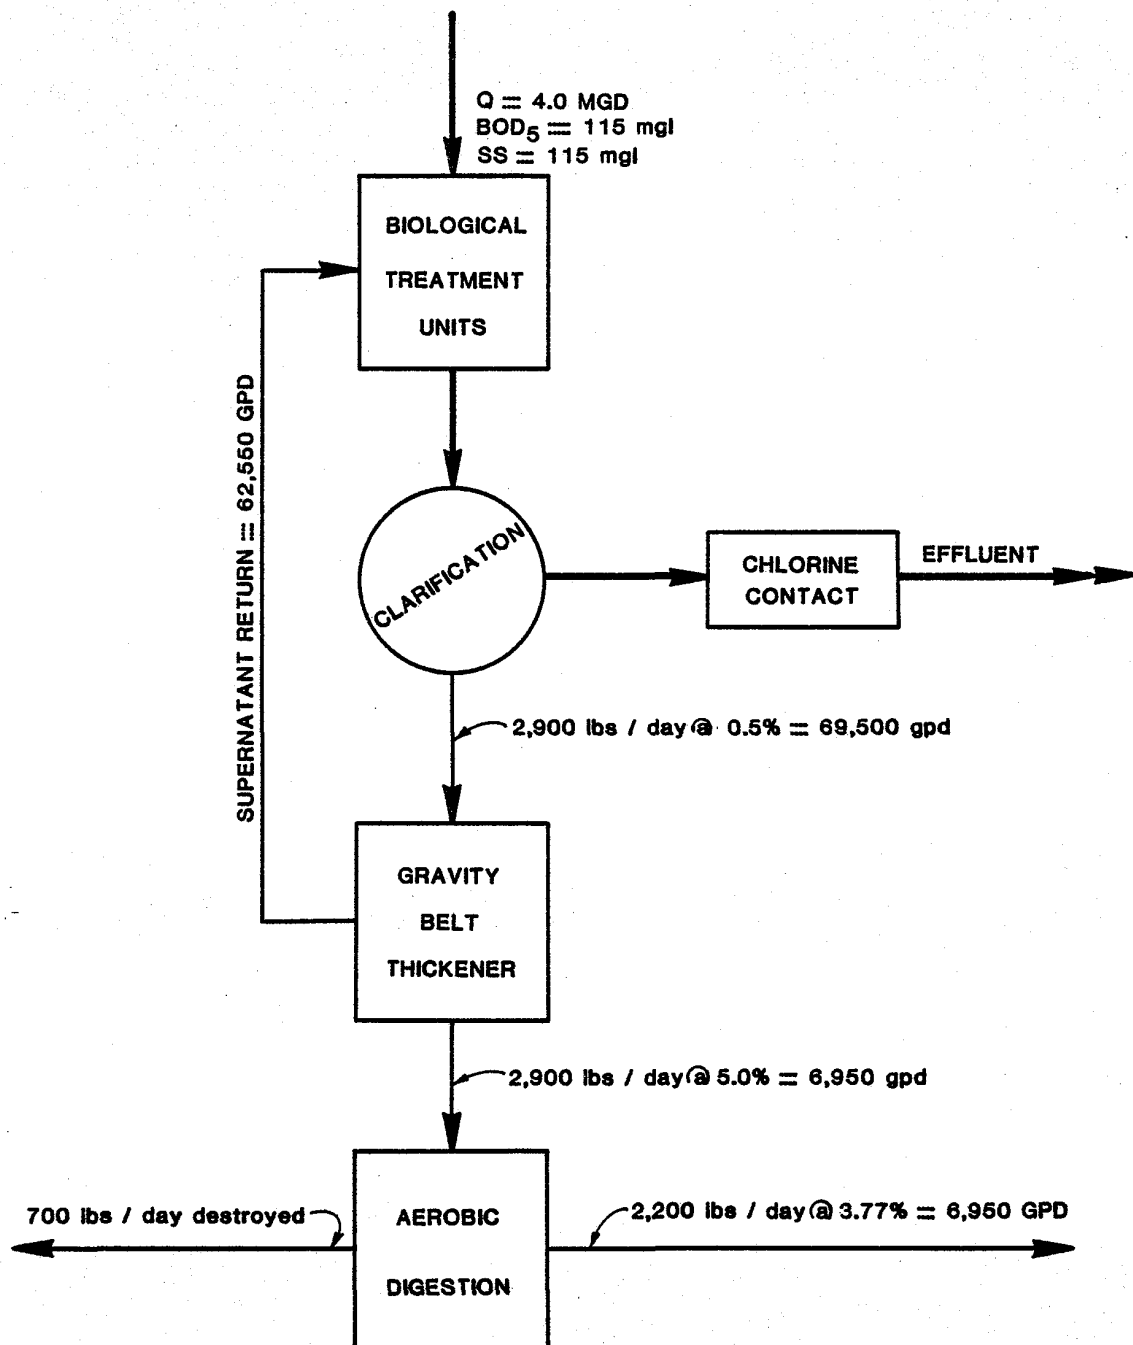 Q = 4.0 MGD
BOD5 = 115 mgl
SS = 115 mgl
BIOLOGICAL
TREATMENT
UNITS
SUPERNATANT RETURN = 62,550 GPD
CLARIFICATION
CHLORINE
CONTACT
EFFLUENT
2,900 lbs / day @ 0.5% = 69,500 gpd
GRAVITY
BELT
THICKENER
2,900 lbs / day @ 5.0% = 6,950 gpd
700 lbs / day destroyed
AEROBIC
DIGESTION
2,200 lbs / day @ 3.77% = 6,950 GPD